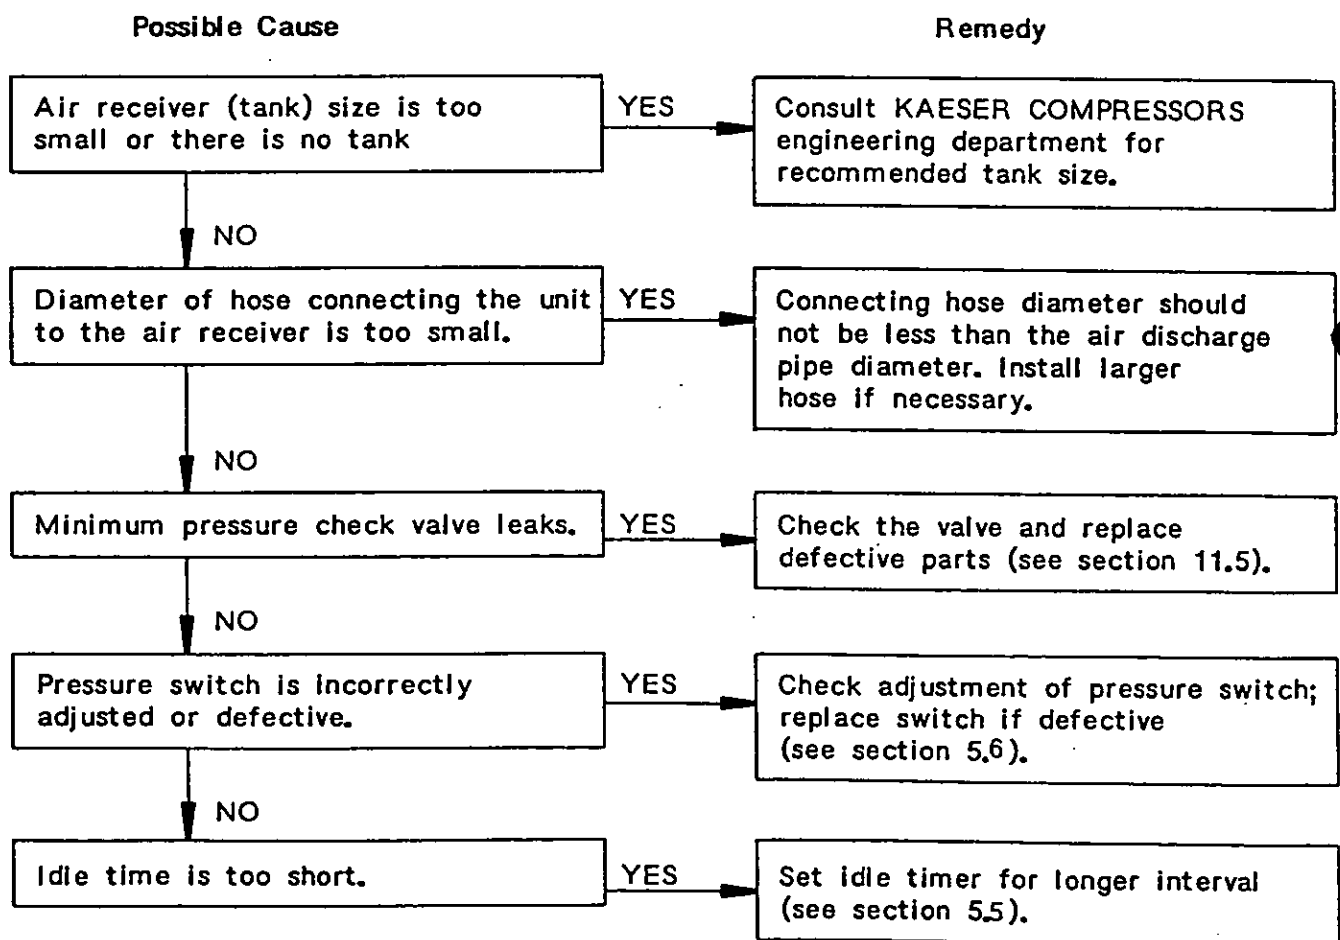 Possible Cause
Remedy
Air receiver (tank) size is too
small or there is no tank
YES
Consult KAESER COMPRESSORS
engineering department for
recommended tank size.
NO
Diameter of hose connecting the unit
to the air receiver is too small.
YES
Connecting hose diameter should
not be less than the air discharge
pipe diameter. Install larger
hose if necessary.
NO
Minimum pressure check valve leaks.
YES
Check the valve and replace
defective parts (see section 11.5).
NO
Pressure switch is incorrectly
adjusted or defective.
YES
Check adjustment of pressure switch;
replace switch if defective
(see section 5.6).
NO
Idle time is too short.
YES
Set idle timer for longer interval
(see section 5.5).